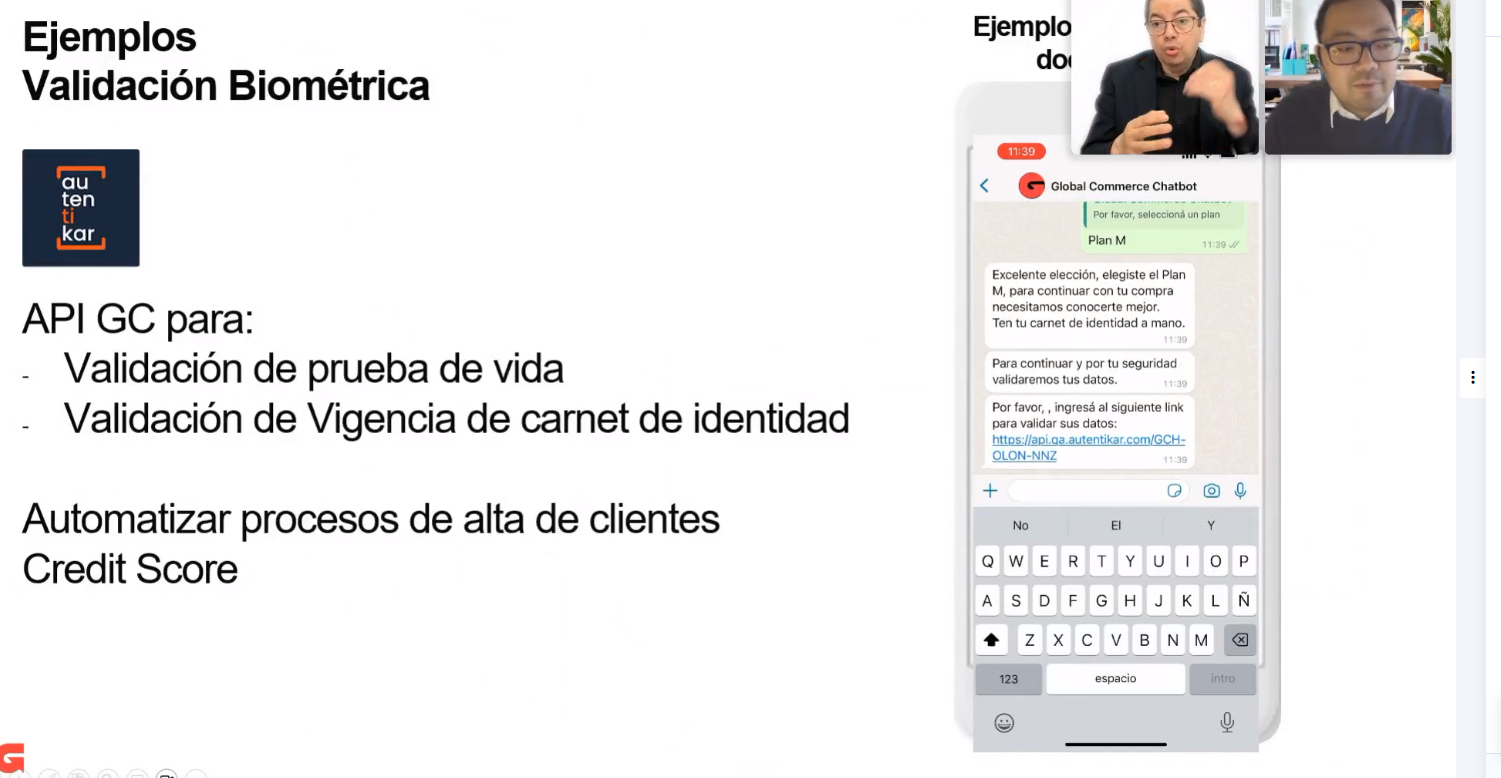 Ejemplos
Validación Biométrica
au
ten
ti
kar
API GC para:
- Validación de prueba de vida
- Validación de Vigencia de carnet de identidad
Automatizar procesos de alta de clientes
Credit Score
Ejemplo
11:39
Global Commerce Chatbot
Por favor, seleccioná un plan
Plan M
11:39
Excelente elección, elegiste el Plan
M, para continuar con tu compra
necesitamos conocerte mejor.
Ten tu carnet de identidad a mano.
11:39
Para continuar y por tu seguridad
validaremos tus datos.
11:39
Por favor, , ingresá al siguiente link
para validar sus datos:
https://api.qa.autentikar.com/GCH-
OLON-NNZ
11:39
No El Y
Q W E R T Y U I O P
A S D F G H J K L Ñ
Z X C V B N M
123 espacio intro